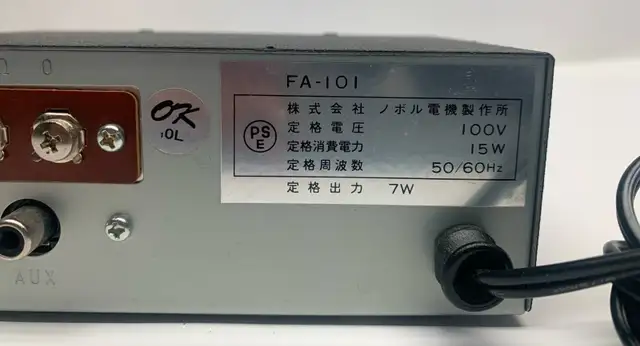 Ω 0
FA-101
OK
10L
株式会社 ノボル電機製作所
PS
E
定格電圧 100V
定格消費電力 15W
定格周波数 50/60Hz
定格出力 7W
AUX